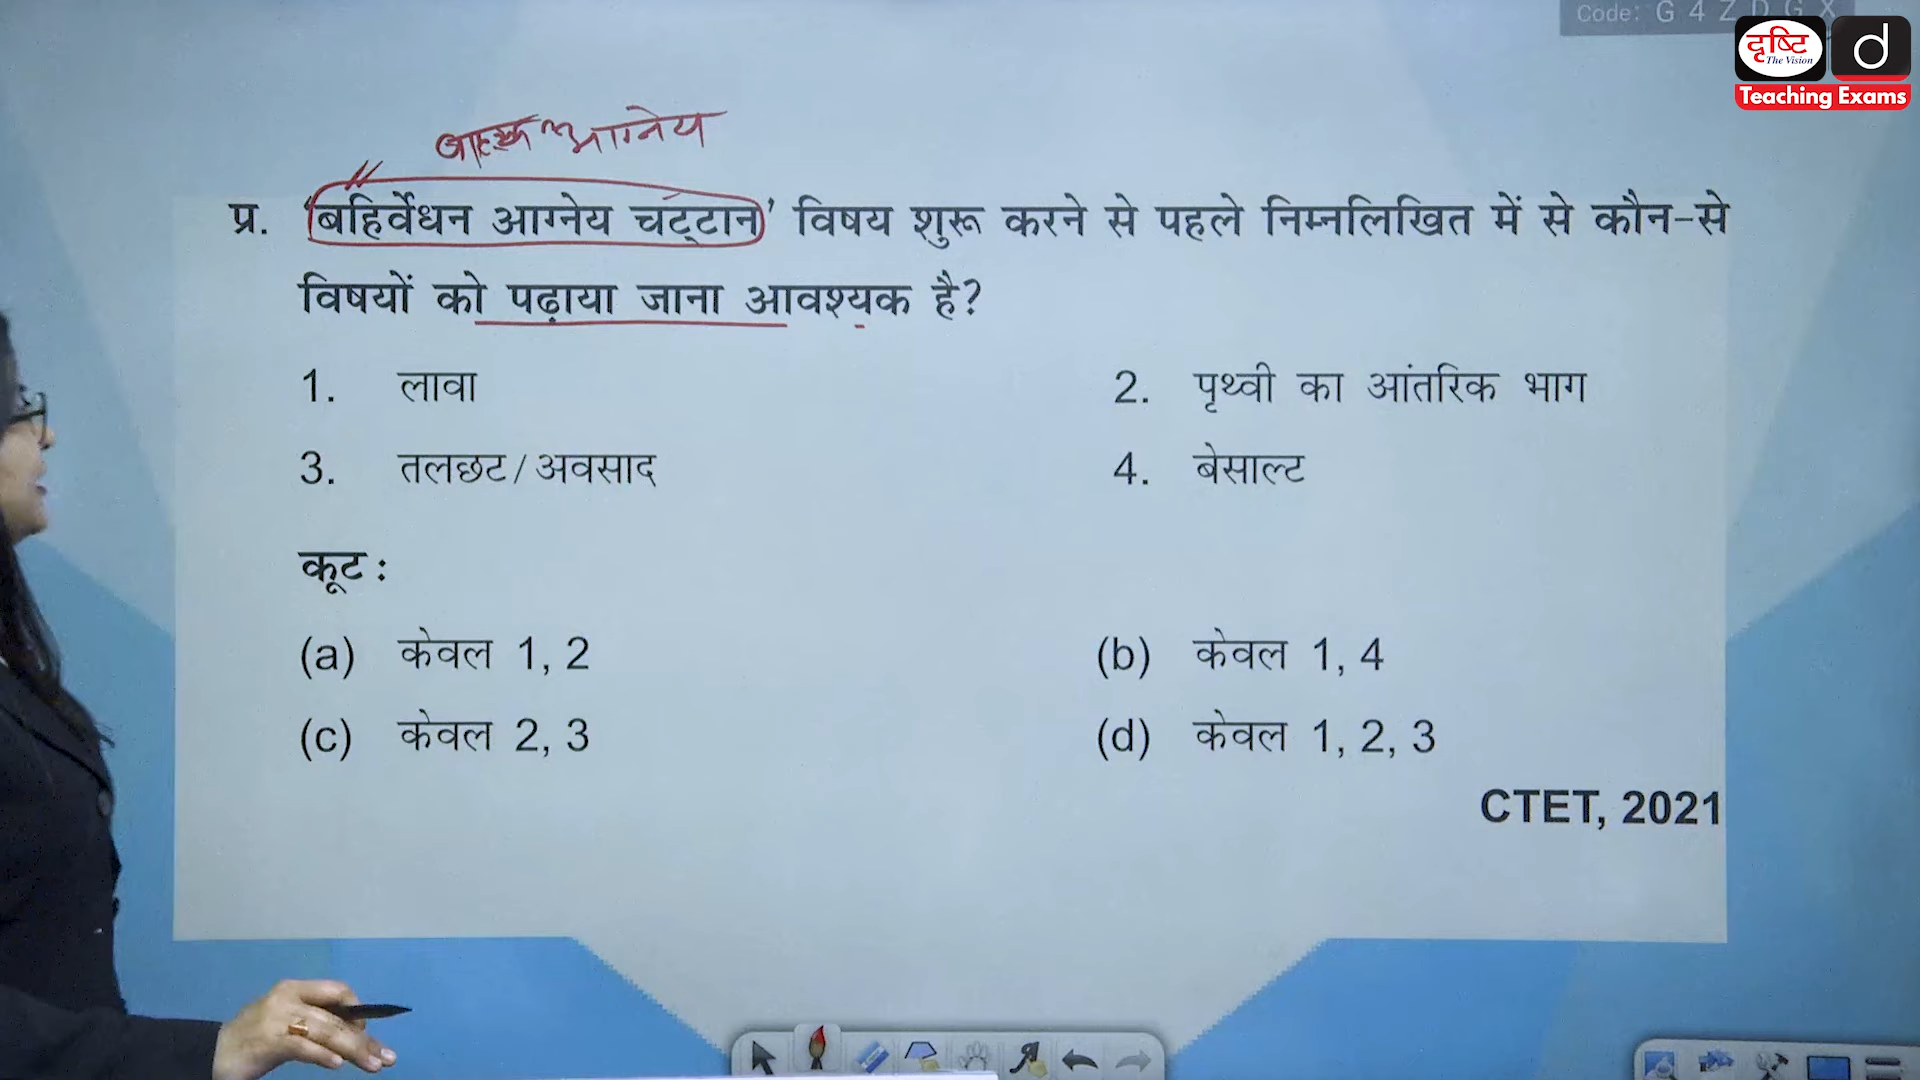 Code: G 4 Z D G X
दृष्टि
The Vision
d
Teaching Exams
आग्नेय
प्र. 'बहिर्वेधन आग्नेय चट्टान' विषय शुरू करने से पहले निम्नलिखित में से कौन-से
विषयों को पढ़ाया जाना आवश्यक है?
1. लावा
2. पृथ्वी का आंतरिक भाग
3. तलछट/अवसाद
4. बेसाल्ट
कूट:
(a) केवल 1, 2
(b) केवल 1, 4
(c) केवल 2, 3
(d) केवल 1, 2, 3
CTET, 2021